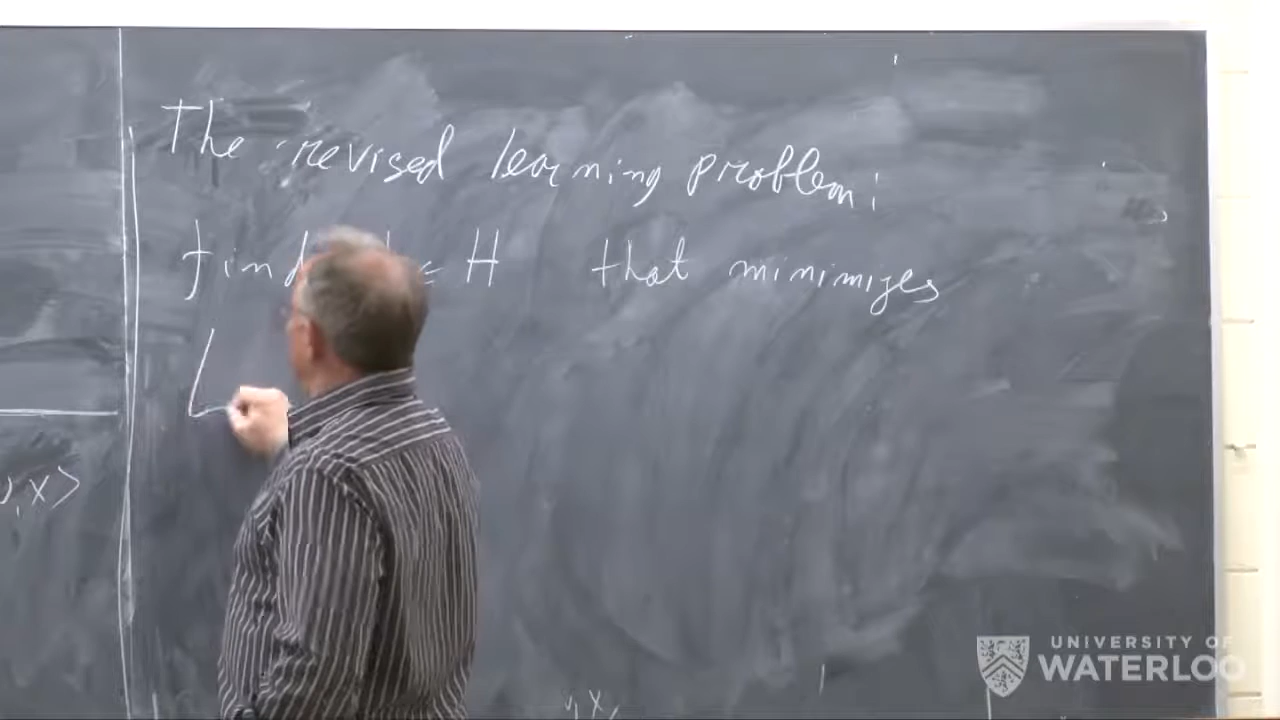 The revised learning problem:
find ∈ H that minimizes
L
, x>
UNIVERSITY OF
WATERLOO